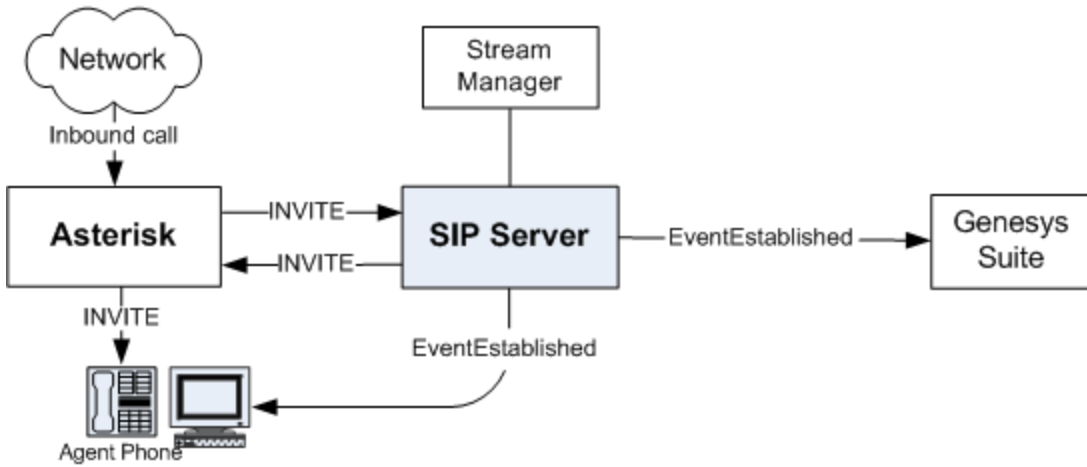 Network
Stream
Manager
Inbound call
Asterisk
INVITE
INVITE
SIP Server
EventEstablished
Genesys
Suite
INVITE
EventEstablished
Agent Phone